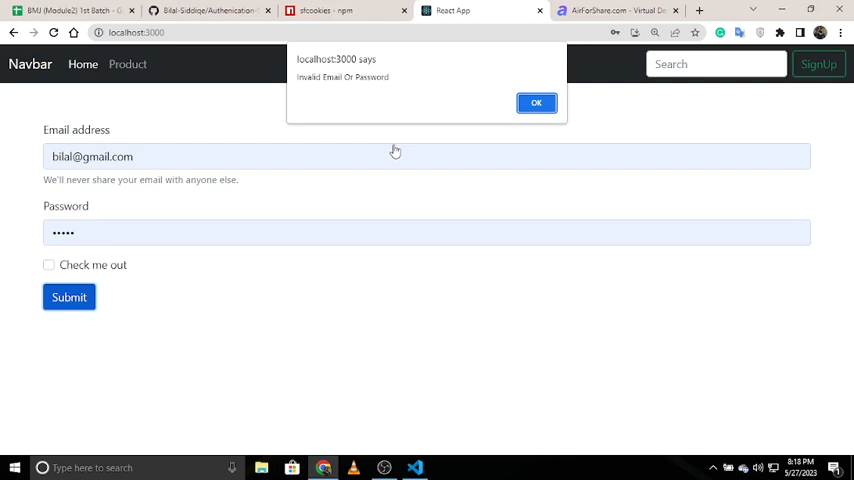 BMJ (Module2) 1st Batch - G
Bilal-Siddiqe/Authenication-S
sfcookies - npm
React App
AirForShare.com - Virtual De
localhost:3000
Navbar
Home
Product
Search
SignUp
localhost:3000 says
Invalid Email Or Password
OK
Email address
bilal@gmail.com
We'll never share your email with anyone else.
Password
•••••
Check me out
Submit
Type here to search
8:18 PM
5/27/2023